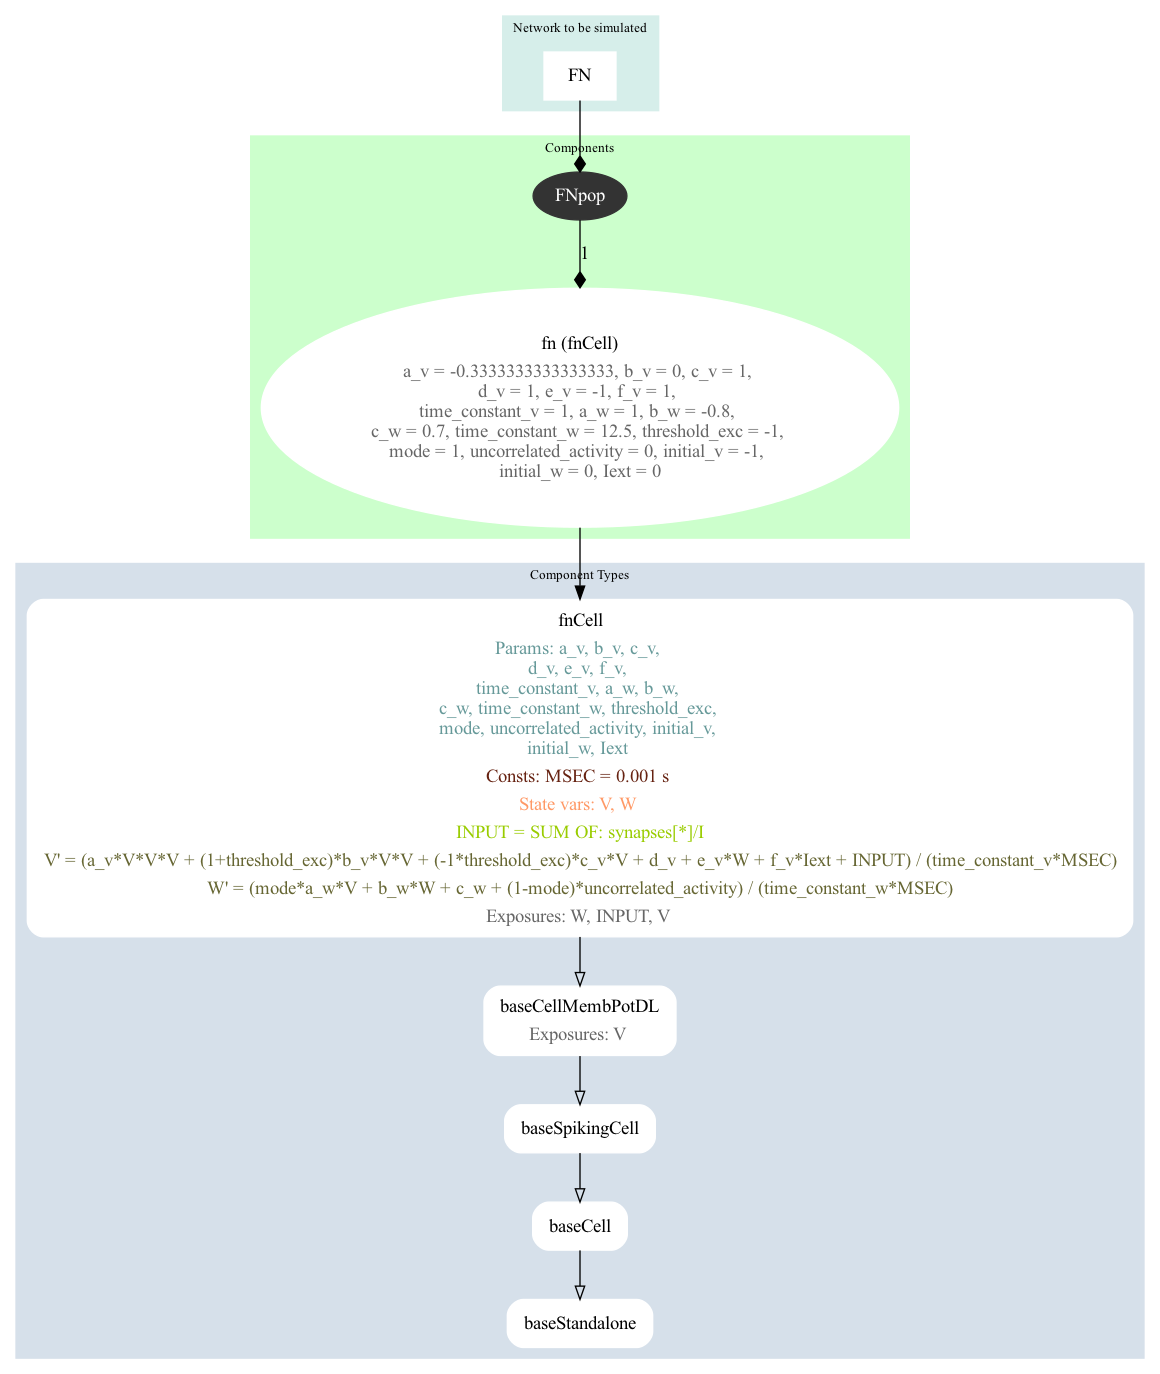 Network to be simulated
FN
Components
FNpop
1
fn (fnCell)
a_v = -0.3333333333333333, b_v = 0, c_v = 1,
d_v = 1, e_v = -1, f_v = 1,
time_constant_v = 1, a_w = 1, b_w = -0.8,
c_w = 0.7, time_constant_w = 12.5, threshold_exc = -1,
mode = 1, uncorrelated_activity = 0, initial_v = -1,
initial_w = 0, Iext = 0
Component Types
fnCell
Params: a_v, b_v, c_v,
d_v, e_v, f_v,
time_constant_v, a_w, b_w,
c_w, time_constant_w, threshold_exc,
mode, uncorrelated_activity, initial_v,
initial_w, Iext
Consts: MSEC = 0.001 s
State vars: V, W
INPUT = SUM OF: synapses[*]/I
V' = (a_v*V*V*V + (1+threshold_exc)*b_v*V*V + (-1*threshold_exc)*c_v*V + d_v + e_v*W + f_v*Iext + INPUT) / (time_constant_v*MSEC)
W' = (mode*a_w*V + b_w*W + c_w + (1-mode)*uncorrelated_activity) / (time_constant_w*MSEC)
Exposures: W, INPUT, V
baseCellMembPotDL
Exposures: V
baseSpikingCell
baseCell
baseStandalone